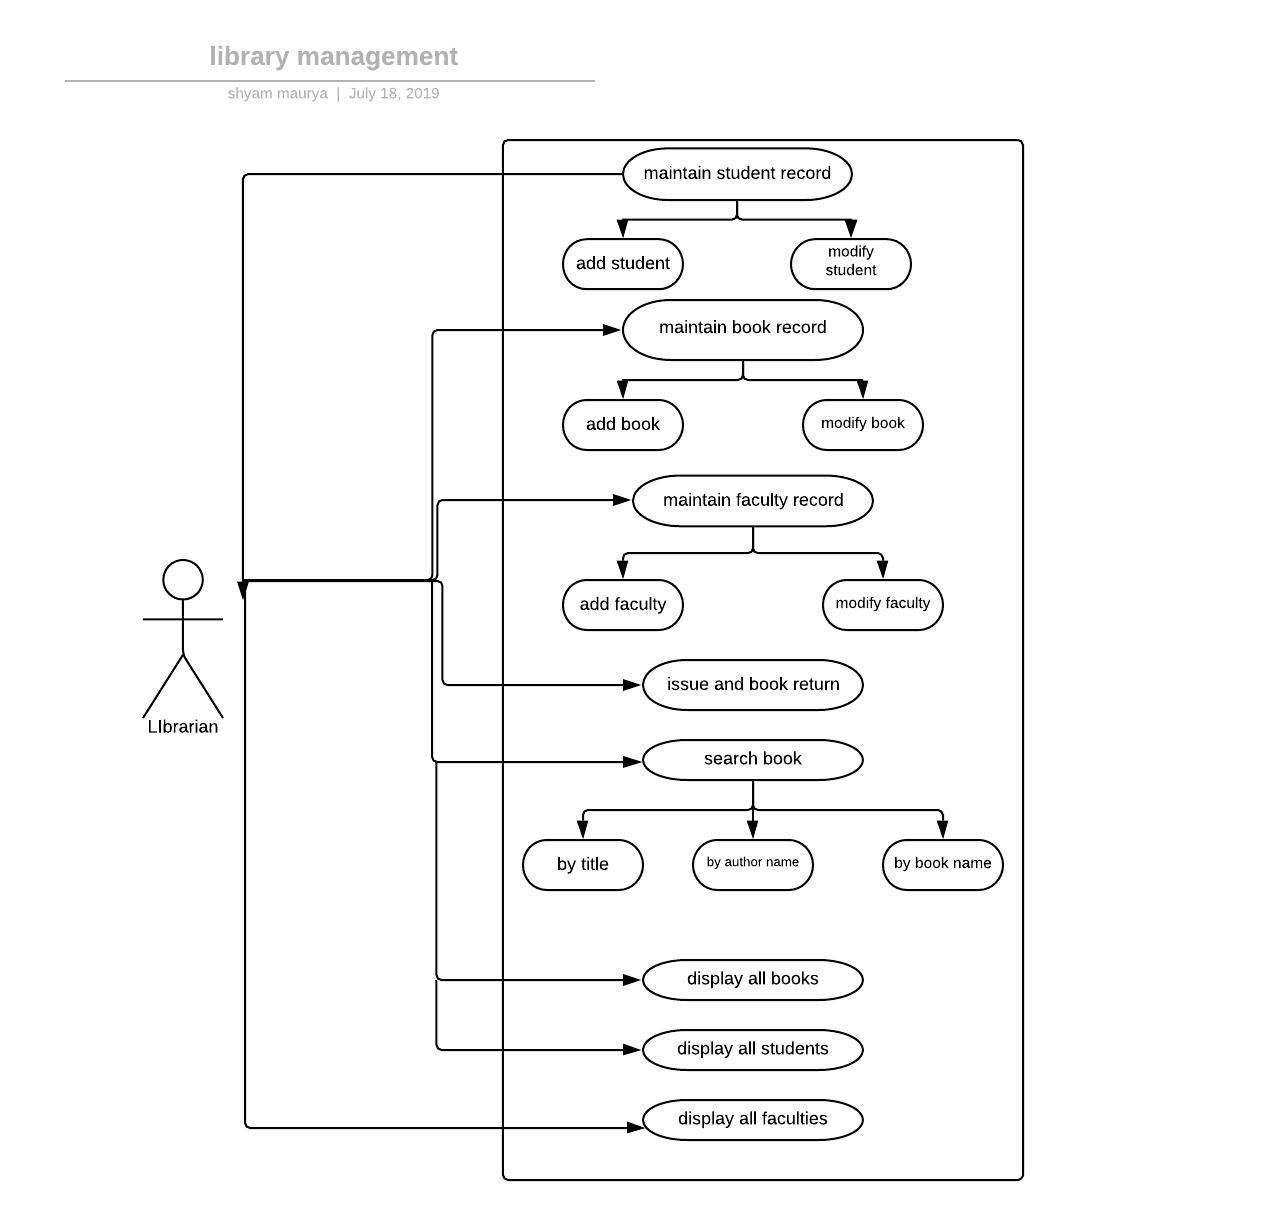 library management
shyam maurya | July 18, 2019
maintain student record
add student
modify
student
maintain book record
add book
modify book
maintain faculty record
add faculty
modify faculty
issue and book return
LIbrarian
search book
by title
by author name
by book name
display all books
display all students
display all faculties